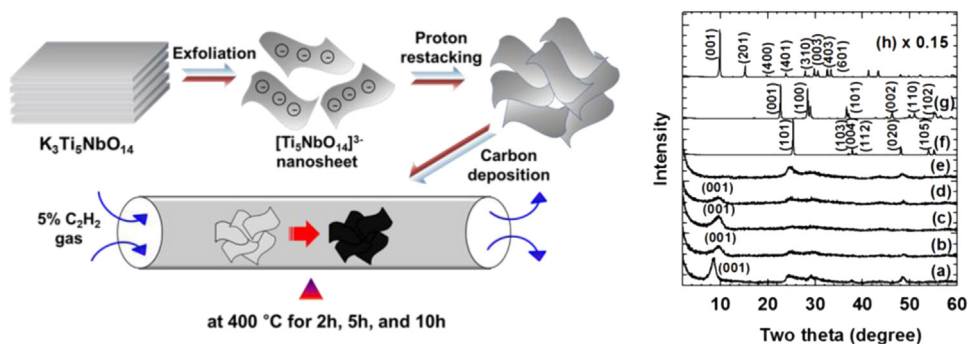 Exfoliation
Proton
restacking
K₃Ti₅NbO₁₄
[Ti₅NbO₁₄]³⁻
nanosheet
Carbon
deposition
5% C₂H₂
gas
at 400 °C for 2h, 5h, and 10h
Intensity
(001)
(201)
(400)
(401)
(310)
(003)
(403)
(601)
(h) x 0.15
(001)
(100)
(101)
(002)
(110)
(102)
(g)
(101)
(103)
(004)
(112)
(020)
(105)
(f)
(e)
(001)
(d)
(001)
(c)
(001)
(b)
(001)
(a)
10 20 30 40 50 60
Two theta (degree)